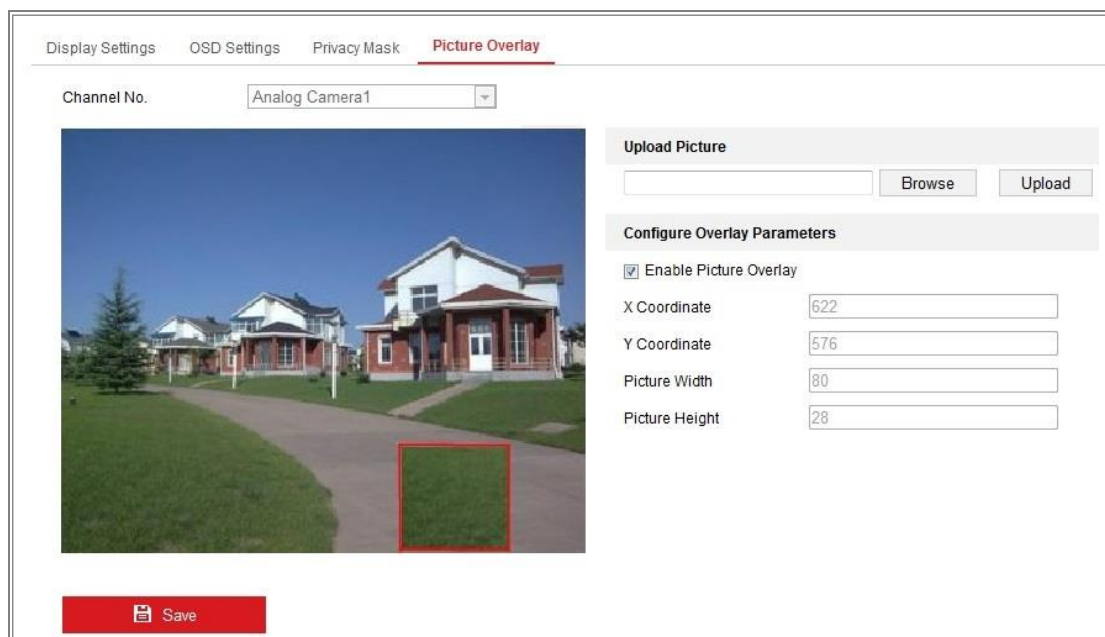 Display Settings OSD Settings Privacy Mask Picture Overlay
Channel No. Analog Camera1
Upload Picture
Browse Upload
Configure Overlay Parameters
Enable Picture Overlay
X Coordinate 622
Y Coordinate 576
Picture Width 80
Picture Height 28
Save